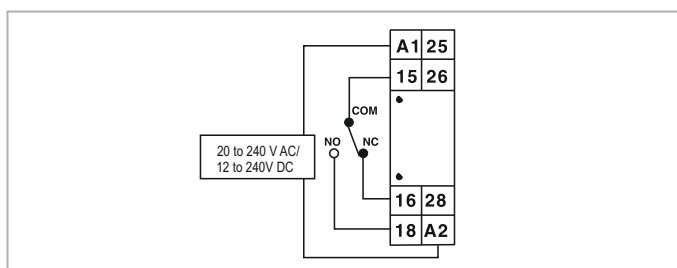 A1 25
15 26
COM
NO
NC
20 to 240 V AC/
12 to 240V DC
16 28
18 A2